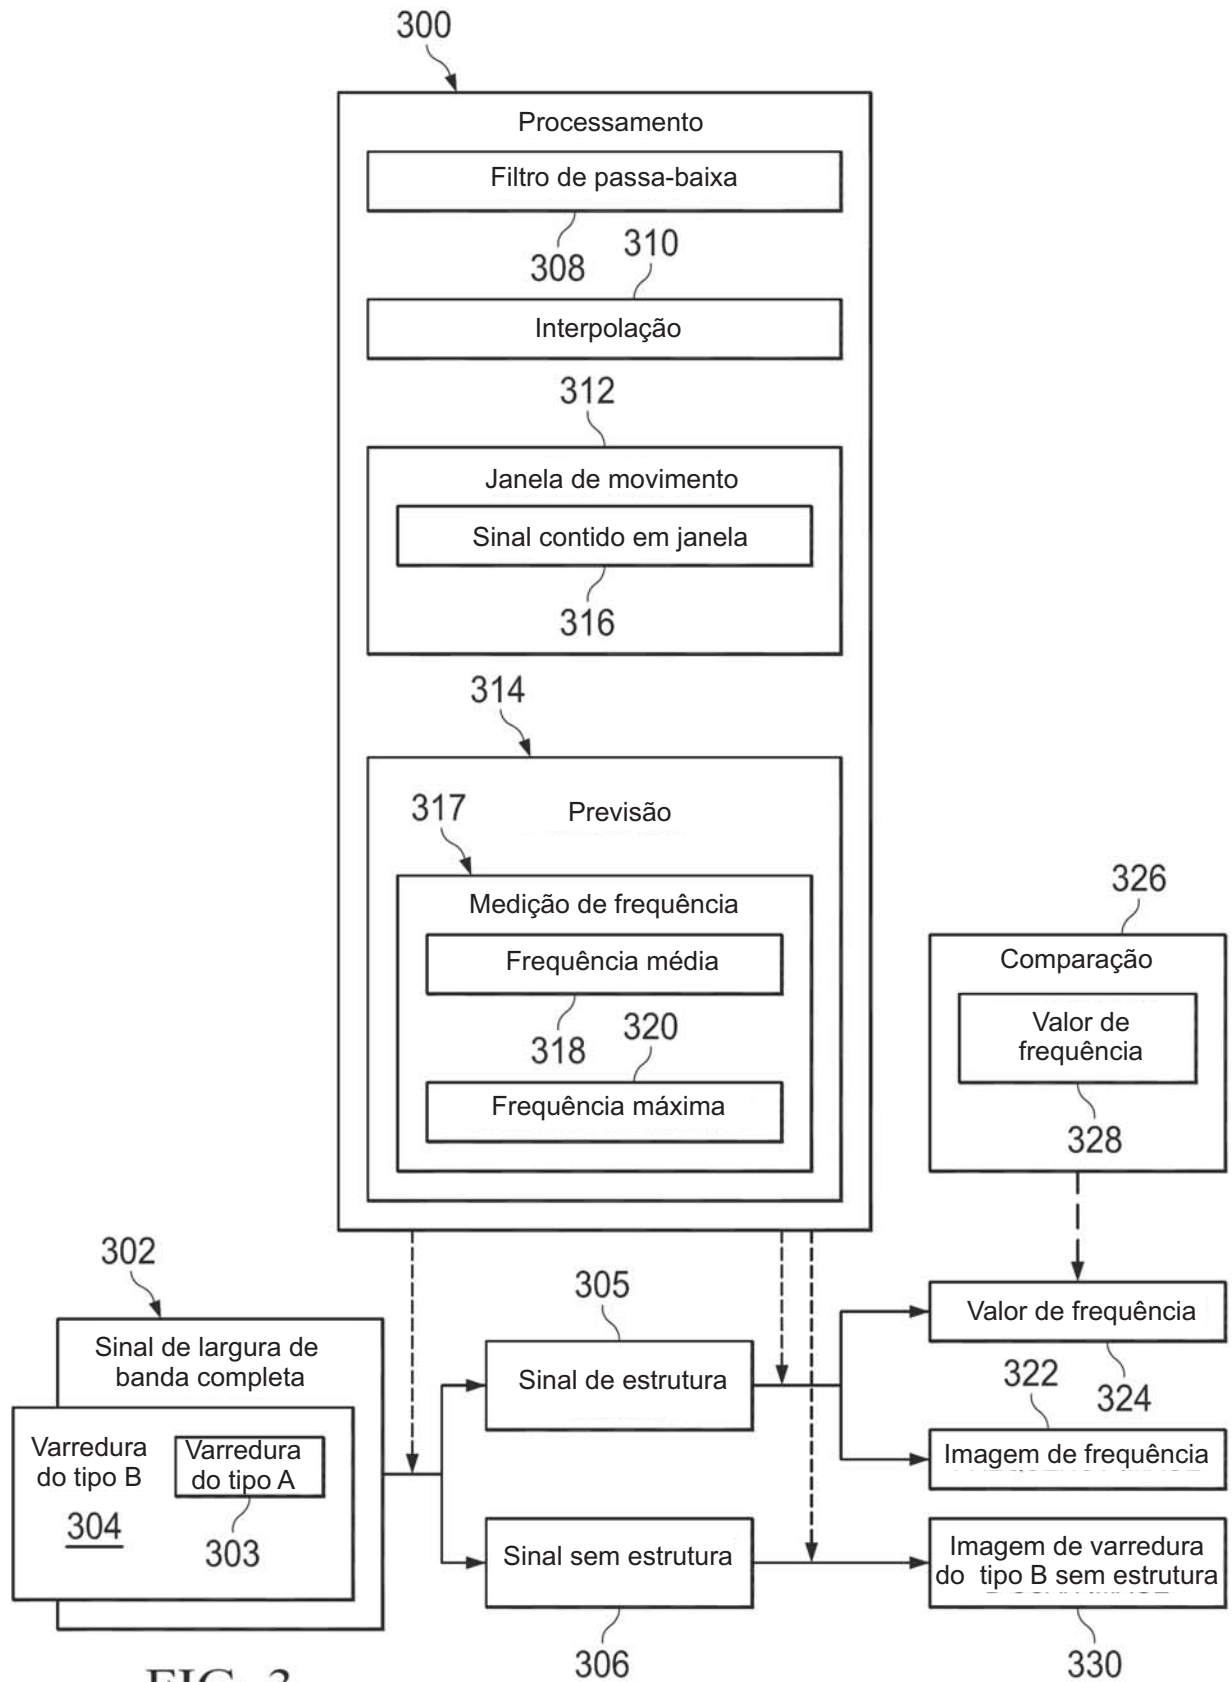 300
Processamento
Filtro de passa-baixa
308
310
Interpolação
312
Janela de movimento
Sinal contido em janela
316
314
Previsão
317
Medição de frequência
Frequência média
318
320
Frequência máxima
326
Comparação
Valor de
frequência
328
302
Sinal de largura de
banda completa
Varredura
do tipo B
304
Varredura
do tipo A
303
305
Sinal de estrutura
Sinal sem estrutura
306
Valor de frequência
324
322
Imagem de frequência
Imagem de varredura
do tipo B sem estrutura
330
FIG. 3